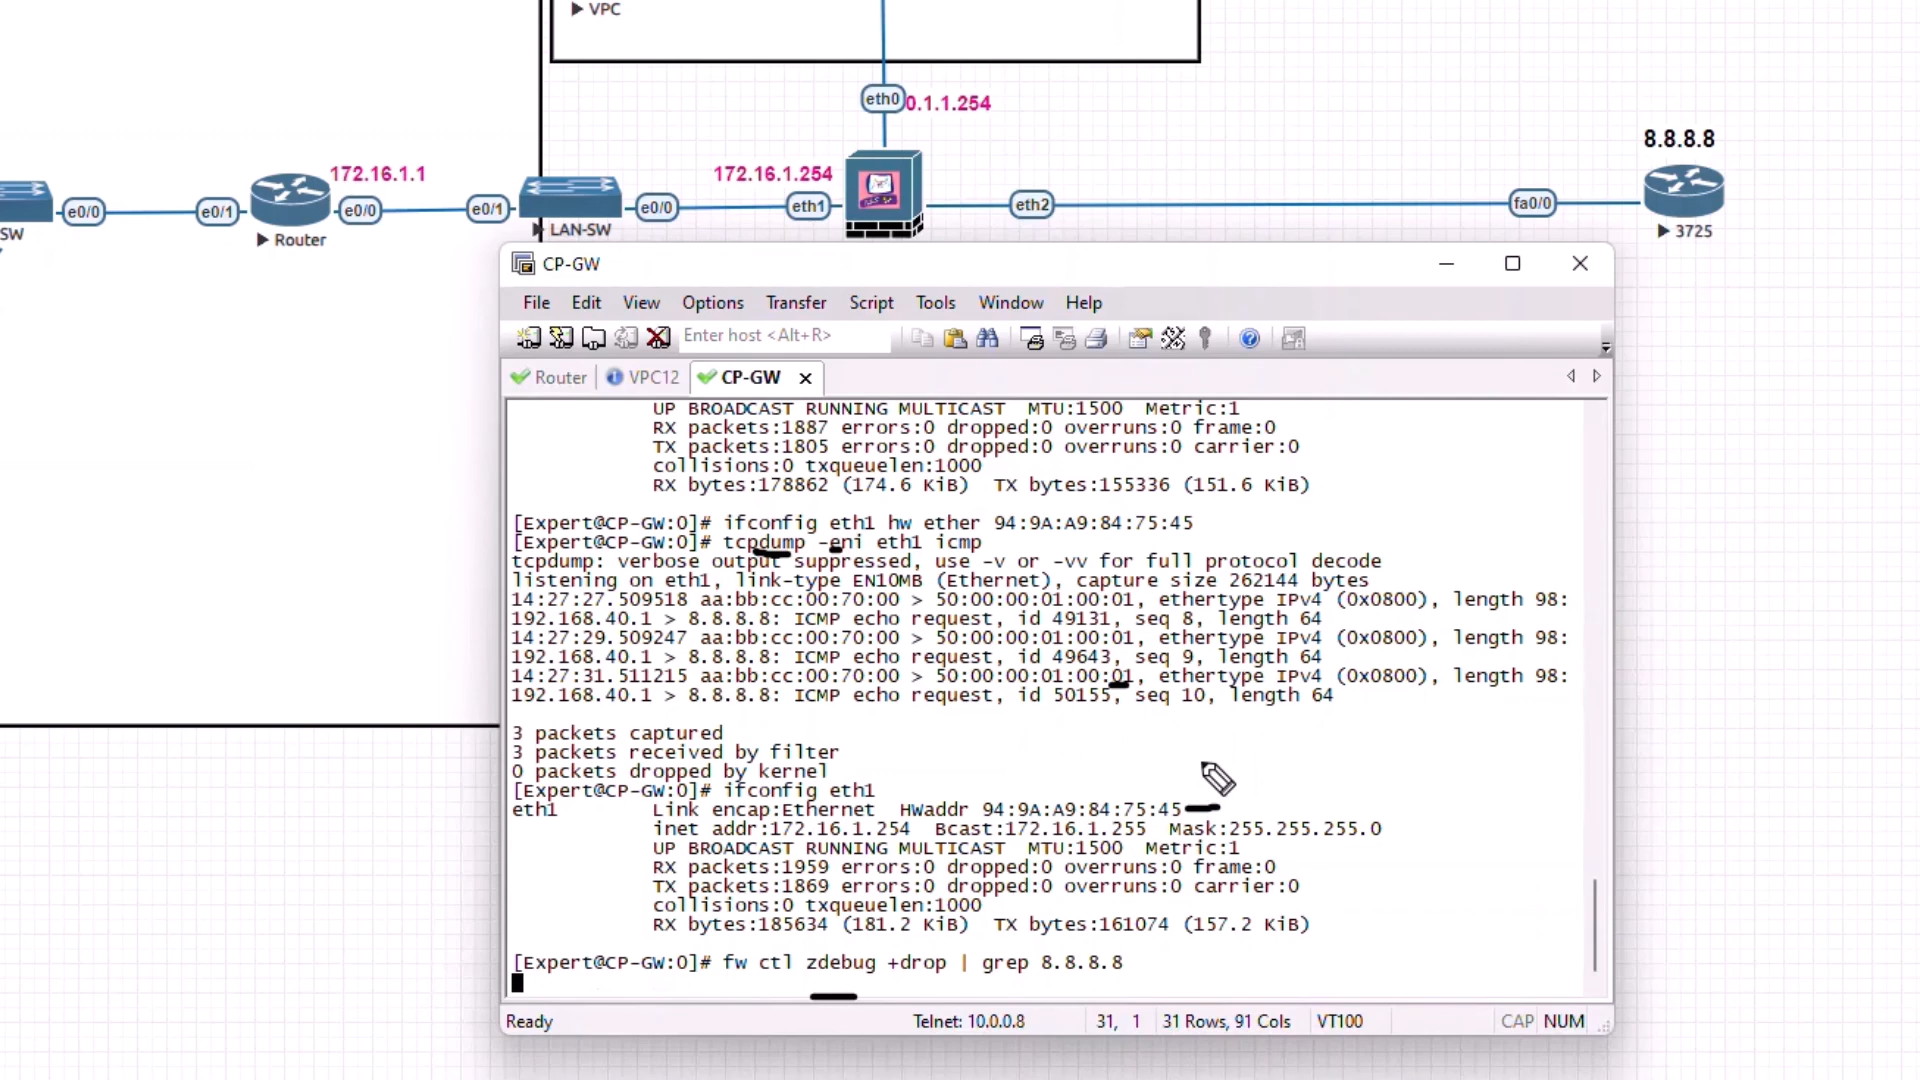 VPC
eth0
0.1.1.254
8.8.8.8
172.16.1.1
172.16.1.254
e0/0
e0/1
e0/0
e0/1
e0/0
eth1
eth2
fa0/0
SW
Router
LAN-SW
3725
CP-GW
File Edit View Options Transfer Script Tools Window Help
Enter host <Alt+R>
Router
VPC12
CP-GW
UP BROADCAST RUNNING MULTICAST  MTU:1500  Metric:1
RX packets:1887 errors:0 dropped:0 overruns:0 frame:0
TX packets:1805 errors:0 dropped:0 overruns:0 carrier:0
collisions:0 txqueuelen:1000
RX bytes:178862 (174.6 KiB)  TX bytes:155336 (151.6 KiB)
[Expert@CP-GW:0]# ifconfig eth1 hw ether 94:9A:A9:84:75:45
[Expert@CP-GW:0]# tcpdump -eni eth1 icmp
tcpdump: verbose output suppressed, use -v or -vv for full protocol decode
listening on eth1, link-type EN10MB (Ethernet), capture size 262144 bytes
14:27:27.509518 aa:bb:cc:00:70:00 > 50:00:00:01:00:01, ethertype IPv4 (0x0800), length 98:
192.168.40.1 > 8.8.8.8: ICMP echo request, id 49131, seq 8, length 64
14:27:29.509247 aa:bb:cc:00:70:00 > 50:00:00:01:00:01, ethertype IPv4 (0x0800), length 98:
192.168.40.1 > 8.8.8.8: ICMP echo request, id 49643, seq 9, length 64
14:27:31.511215 aa:bb:cc:00:70:00 > 50:00:00:01:00:01, ethertype IPv4 (0x0800), length 98:
192.168.40.1 > 8.8.8.8: ICMP echo request, id 50155, seq 10, length 64
3 packets captured
3 packets received by filter
0 packets dropped by kernel
[Expert@CP-GW:0]# ifconfig eth1
eth1  Link encap:Ethernet  HWaddr 94:9A:A9:84:75:45
inet addr:172.16.1.254  Bcast:172.16.1.255  Mask:255.255.255.0
UP BROADCAST RUNNING MULTICAST  MTU:1500  Metric:1
RX packets:1959 errors:0 dropped:0 overruns:0 frame:0
TX packets:1869 errors:0 dropped:0 overruns:0 carrier:0
collisions:0 txqueuelen:1000
RX bytes:185634 (181.2 KiB)  TX bytes:161074 (157.2 KiB)
[Expert@CP-GW:0]# fw ctl zdebug +drop | grep 8.8.8.8
Ready
Telnet: 10.0.0.8
31, 1
31 Rows, 91 Cols
VT100
CAP NUM